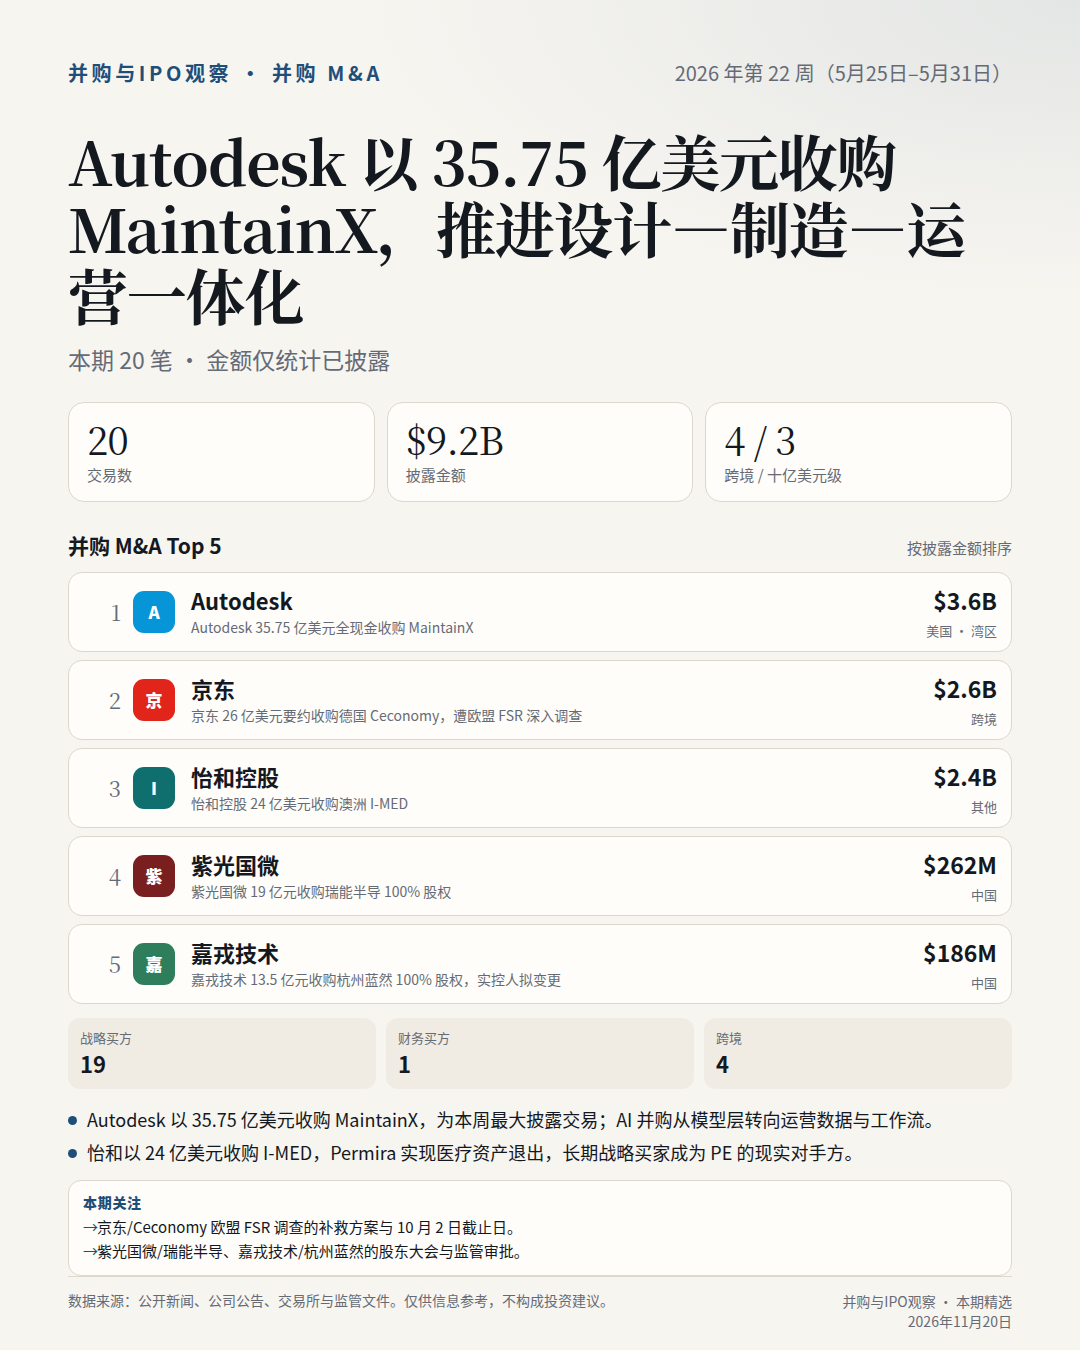 并购与IPO观察 · 并购 M&A
2026 年第 22 周（5月25日–5月31日）
Autodesk 以 35.75 亿美元收购
MaintainX，推进设计—制造—运
营一体化
本期 20 笔 · 金额仅统计已披露
20
交易数
$9.2B
披露金额
4 / 3
跨境 / 十亿美元级
并购 M&A Top 5
按披露金额排序
1
A
Autodesk
Autodesk 35.75 亿美元全现金收购 MaintainX
$3.6B
美国 · 湾区
2
京
京东
京东 26 亿美元要约收购德国 Ceconomy，遭欧盟 FSR 深入调查
$2.6B
跨境
3
I
怡和控股
怡和控股 24 亿美元收购澳洲 I-MED
$2.4B
其他
4
紫
紫光国微
紫光国微 19 亿元收购瑞能半导 100% 股权
$262M
中国
5
嘉
嘉戎技术
嘉戎技术 13.5 亿元收购杭州蓝然 100% 股权，实控人拟变更
$186M
中国
战略买方
19
财务买方
1
跨境
4
Autodesk 以 35.75 亿美元收购 MaintainX，为本周最大披露交易；AI 并购从模型层转向运营数据与工作流。
怡和以 24 亿美元收购 I-MED，Permira 实现医疗资产退出，长期战略买家成为 PE 的现实对手方。
本期关注
→京东/Ceconomy 欧盟 FSR 调查的补救方案与 10 月 2 日截止日。
→紫光国微/瑞能半导、嘉戎技术/杭州蓝然的股东大会与监管审批。
数据来源：公开新闻、公司公告、交易所与监管文件。仅供信息参考，不构成投资建议。
并购与IPO观察 · 本期精选
2026年11月20日